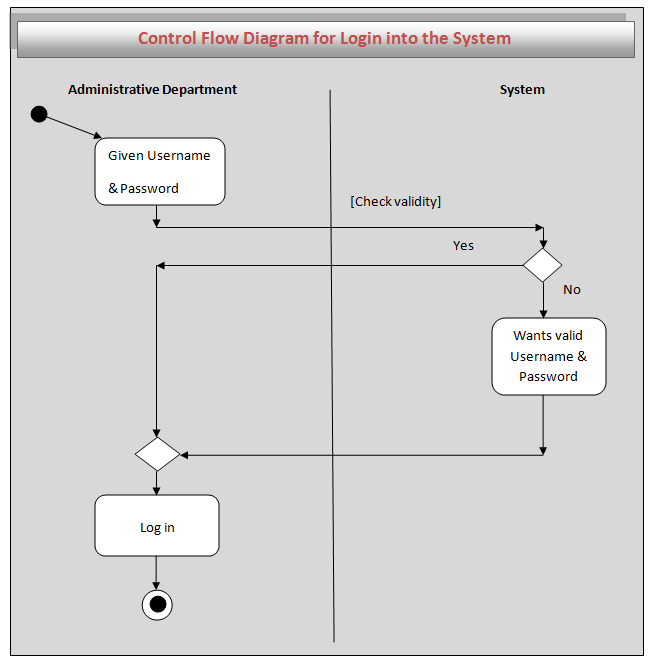 Control Flow Diagram for Login into the System
Administrative Department
System
Given Username
& Password
[Check validity]
Yes
No
Wants valid
Username &
Password
Log in